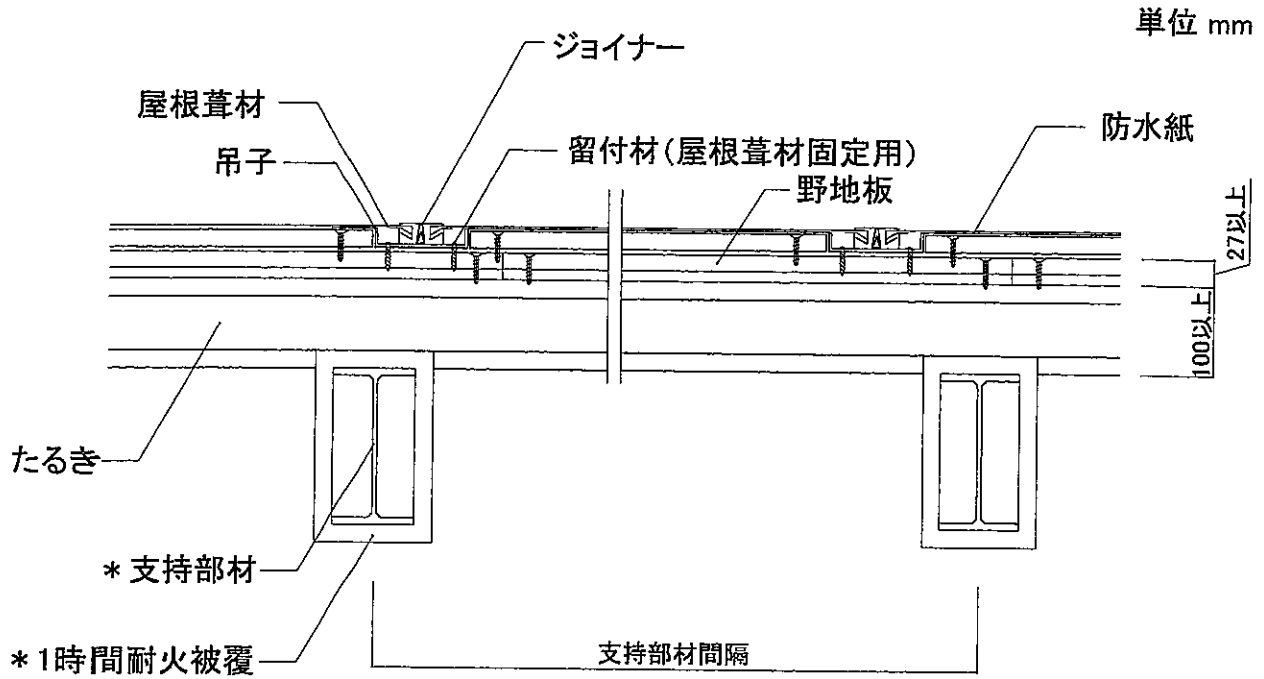 単位 mm
ジョイナー
屋根葺材
防水紙
留付材(屋根葺材固定用)
吊子
野地板
27以上
100以上
たるき
*支持部材
*1時間耐火被覆
支持部材間隔